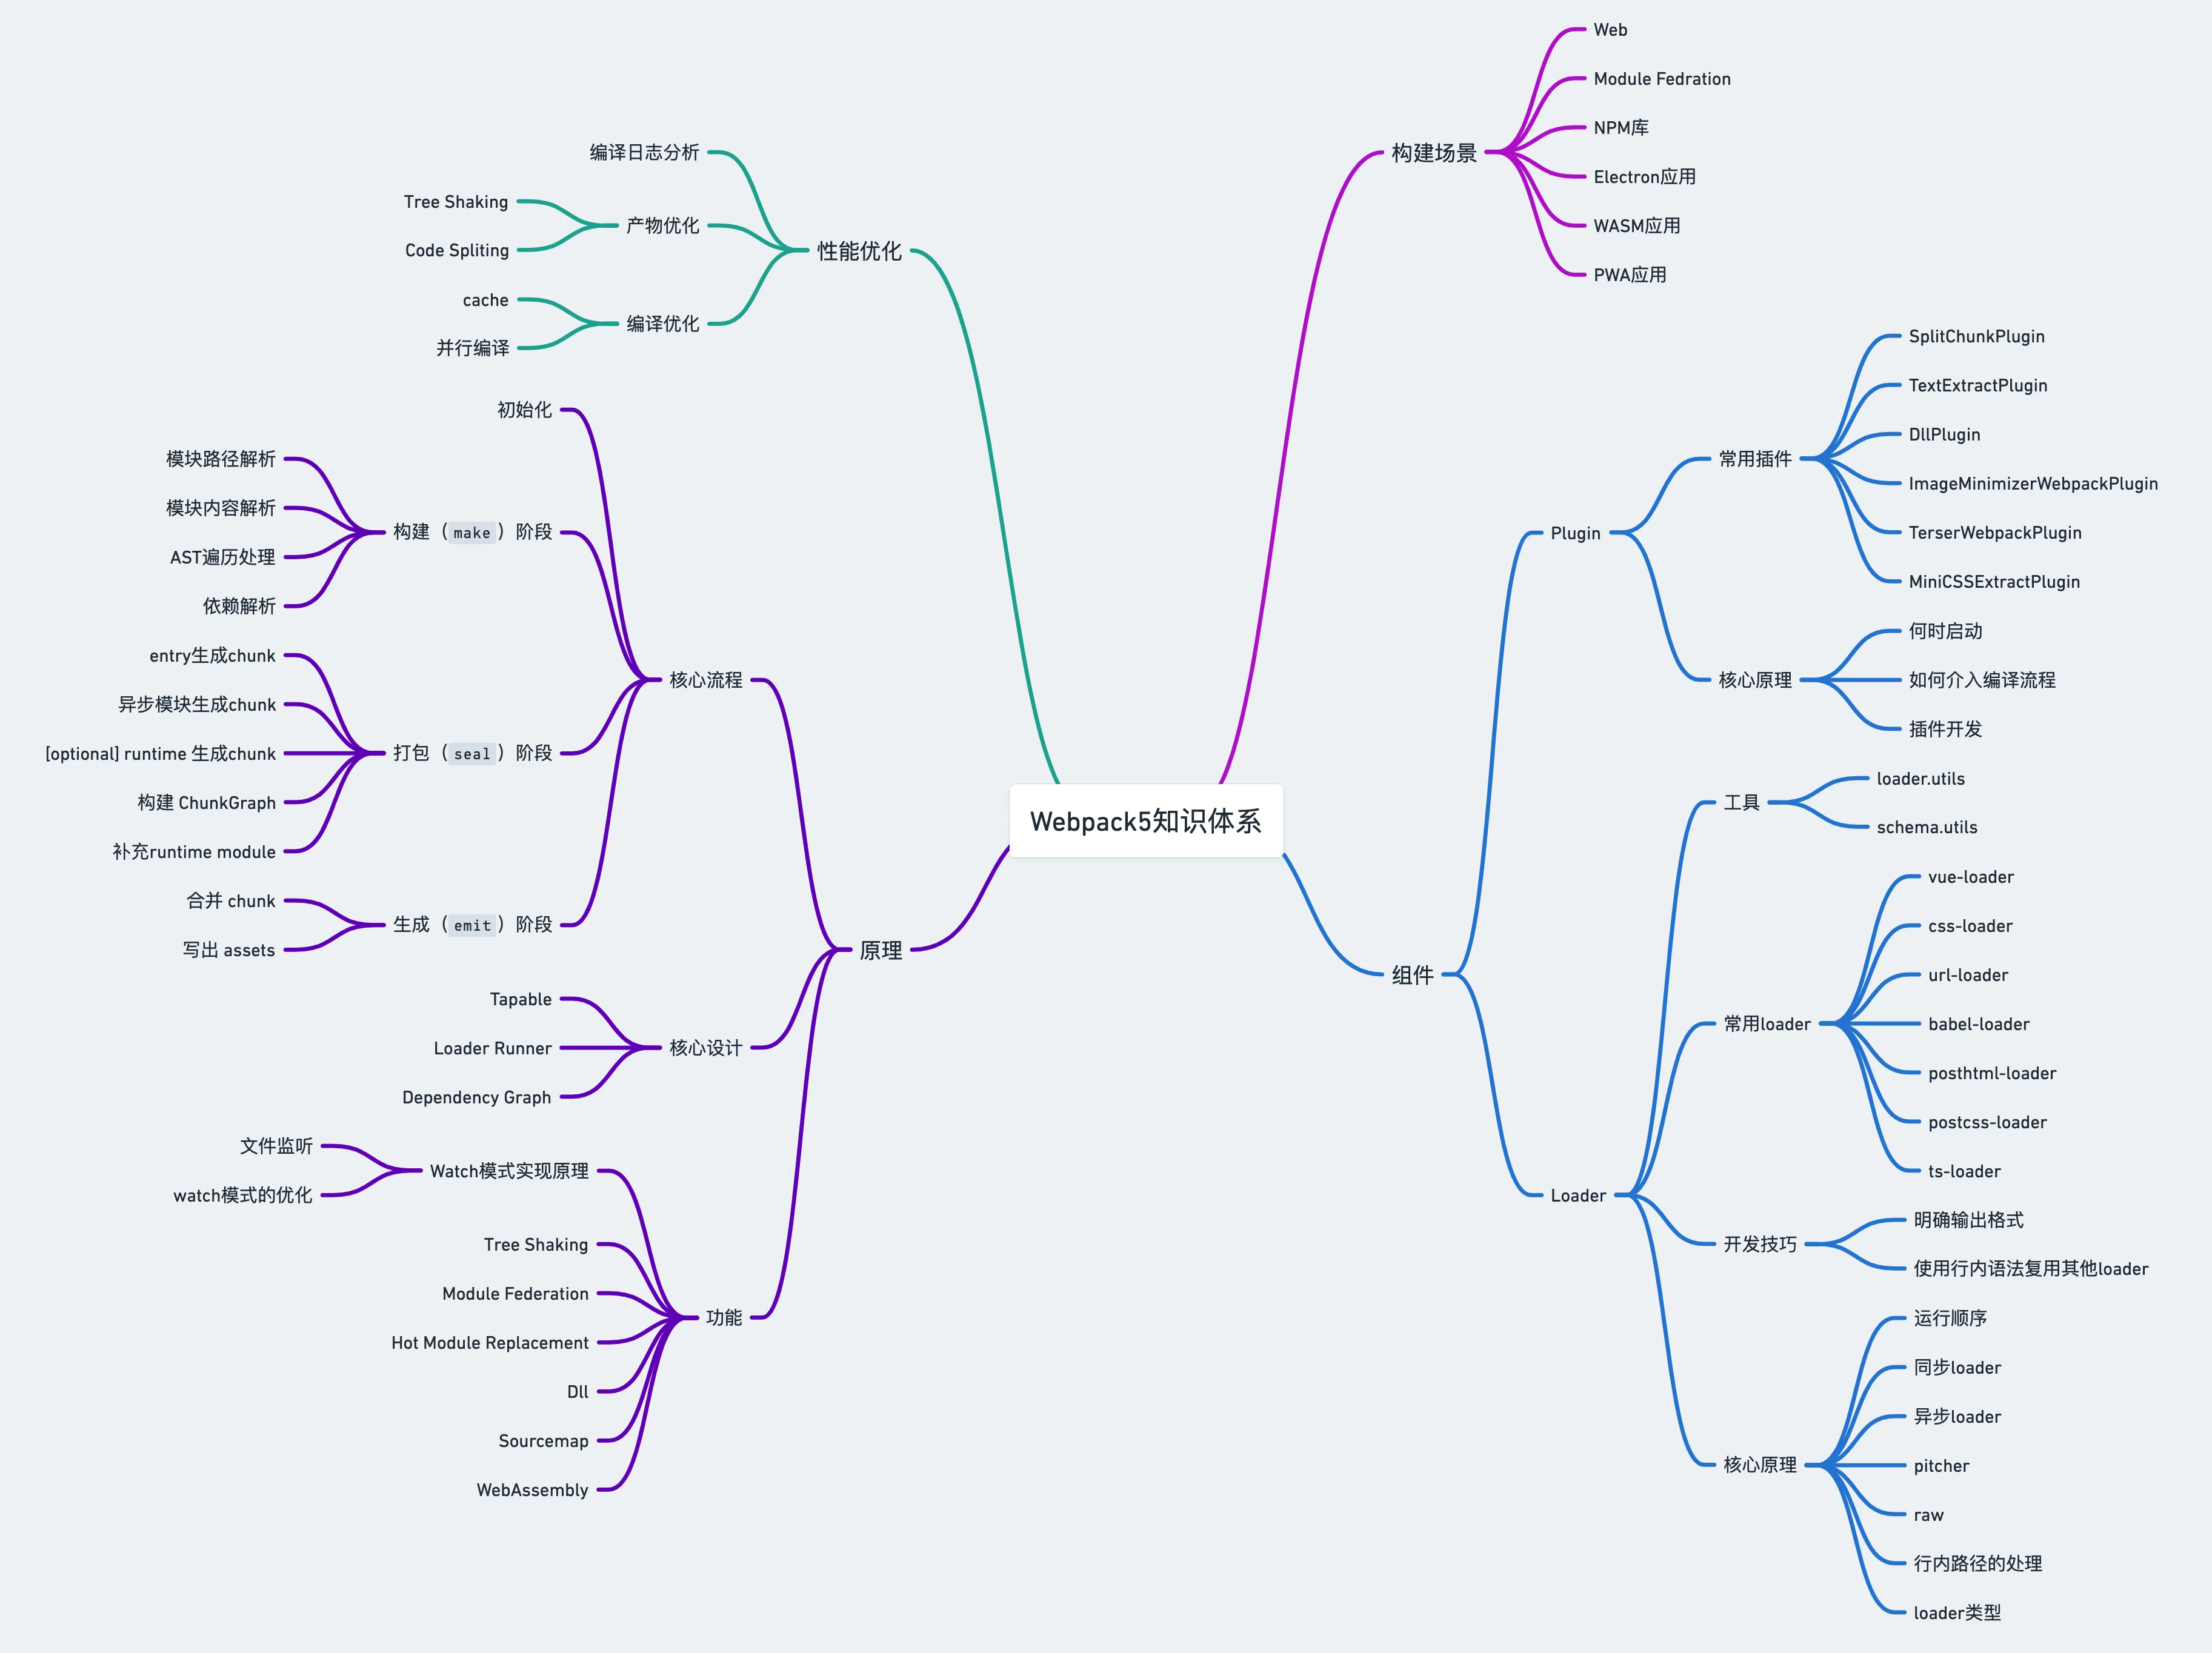 Webpack5知识体系
构建场景
Web
Module Fedration
NPM库
Electron应用
WASM应用
PWA应用
组件
Plugin
常用插件
SplitChunkPlugin
TextExtractPlugin
DllPlugin
ImageMinimizerWebpackPlugin
TerserWebpackPlugin
MiniCSSExtractPlugin
核心原理
何时启动
如何介入编译流程
插件开发
Loader
工具
loader.utils
schema.utils
常用loader
vue-loader
css-loader
url-loader
babel-loader
posthtml-loader
postcss-loader
ts-loader
开发技巧
明确输出格式
使用行内语法复用其他loader
核心原理
运行顺序
同步loader
异步loader
pitcher
raw
行内路径的处理
loader类型
性能优化
编译日志分析
产物优化
Tree Shaking
Code Spliting
编译优化
cache
并行编译
原理
核心流程
初始化
构建（make）阶段
模块路径解析
模块内容解析
AST遍历处理
依赖解析
打包（seal）阶段
entry生成chunk
异步模块生成chunk
[optional] runtime 生成chunk
构建 ChunkGraph
补充runtime module
生成（emit）阶段
合并 chunk
写出 assets
核心设计
Tapable
Loader Runner
Dependency Graph
功能
Watch模式实现原理
文件监听
watch模式的优化
Tree Shaking
Module Federation
Hot Module Replacement
Dll
Sourcemap
WebAssembly